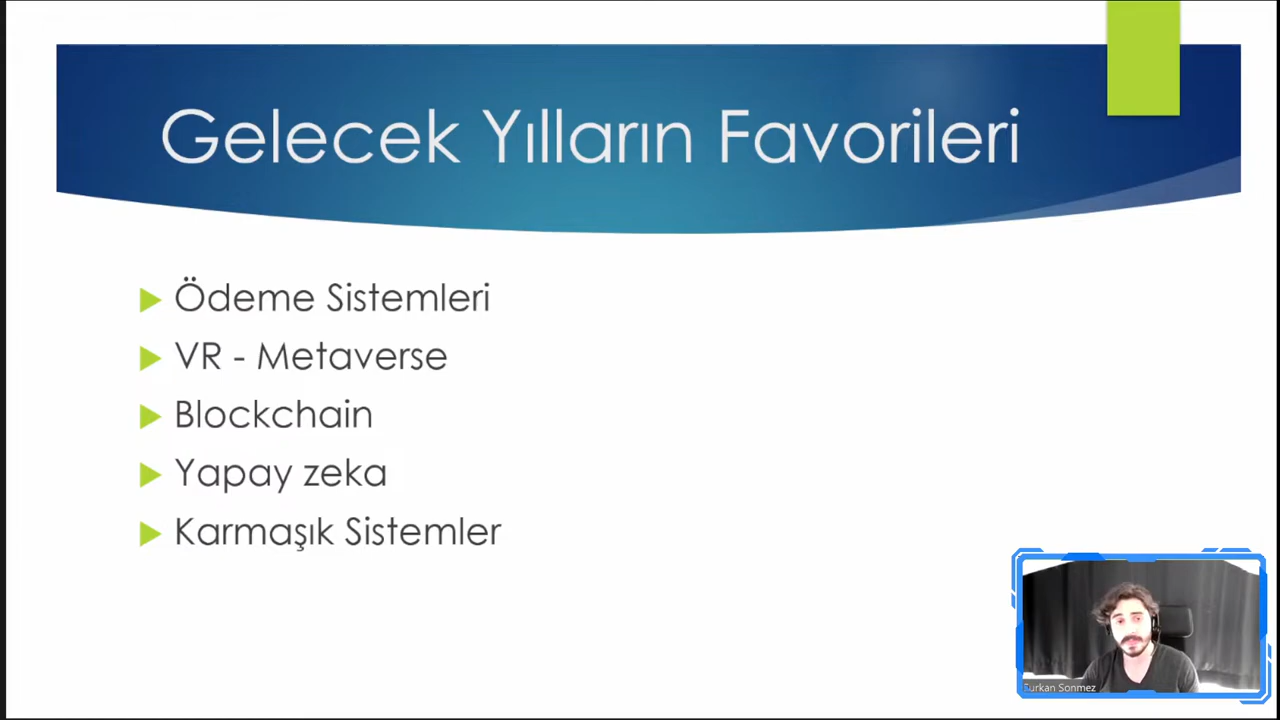 Gelecek Yılların Favorileri
Ödeme Sistemleri
VR - Metaverse
Blockchain
Yapay zeka
Karmaşık Sistemler
Furkan Sonmez